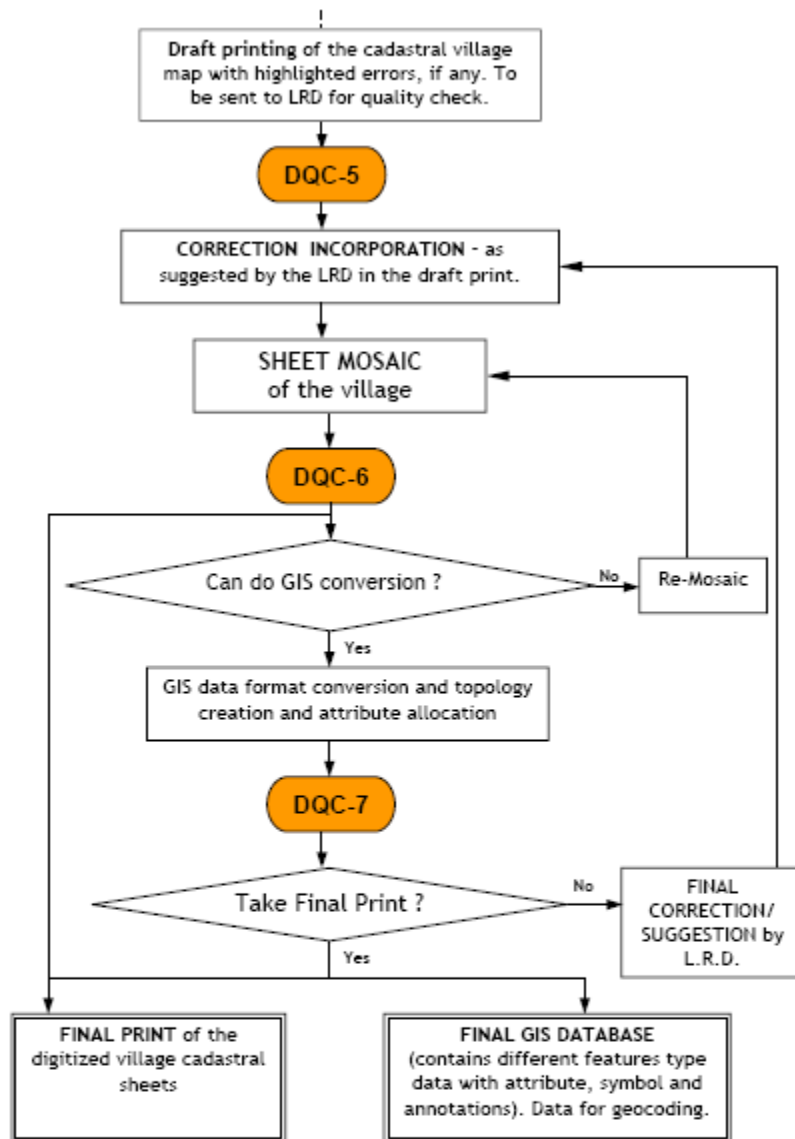 Draft printing of the cadastral village
map with highlighted errors, if any. To
be sent to LRD for quality check.
DQC-5
CORRECTION INCORPORATION - as
suggested by the LRD in the draft print.
SHEET MOSAIC
of the village
DQC-6
Can do GIS conversion ?
No
Re-Mosaic
Yes
GIS data format conversion and topology
creation and attribute allocation
DQC-7
Take Final Print ?
No
FINAL
CORRECTION/
SUGGESTION by
L.R.D.
Yes
FINAL PRINT of the
digitized village cadastral
sheets
FINAL GIS DATABASE
(contains different features type
data with attribute, symbol and
annotations). Data for geocoding.